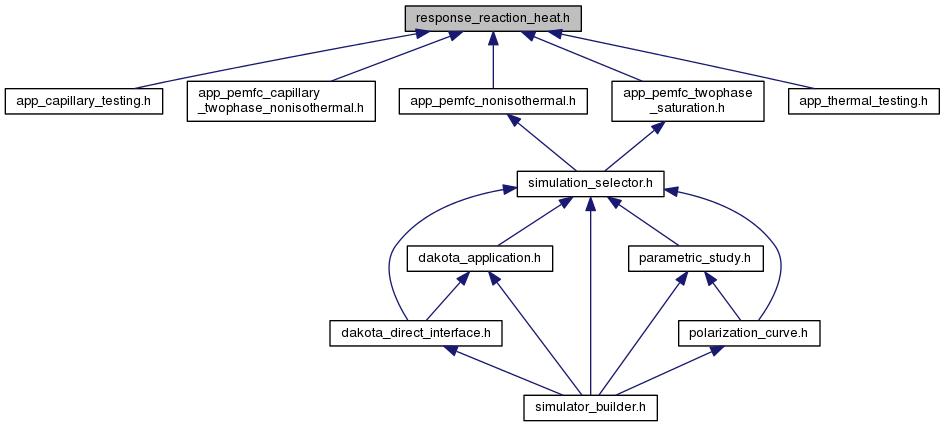 response_reaction_heat.h
app_capillary_testing.h
app_pemfc_capillary
_twophase_nonisothermal.h
app_pemfc_nonisothermal.h
app_pemfc_twophase
_saturation.h
app_thermal_testing.h
simulation_selector.h
dakota_application.h
parametric_study.h
dakota_direct_interface.h
polarization_curve.h
simulator_builder.h